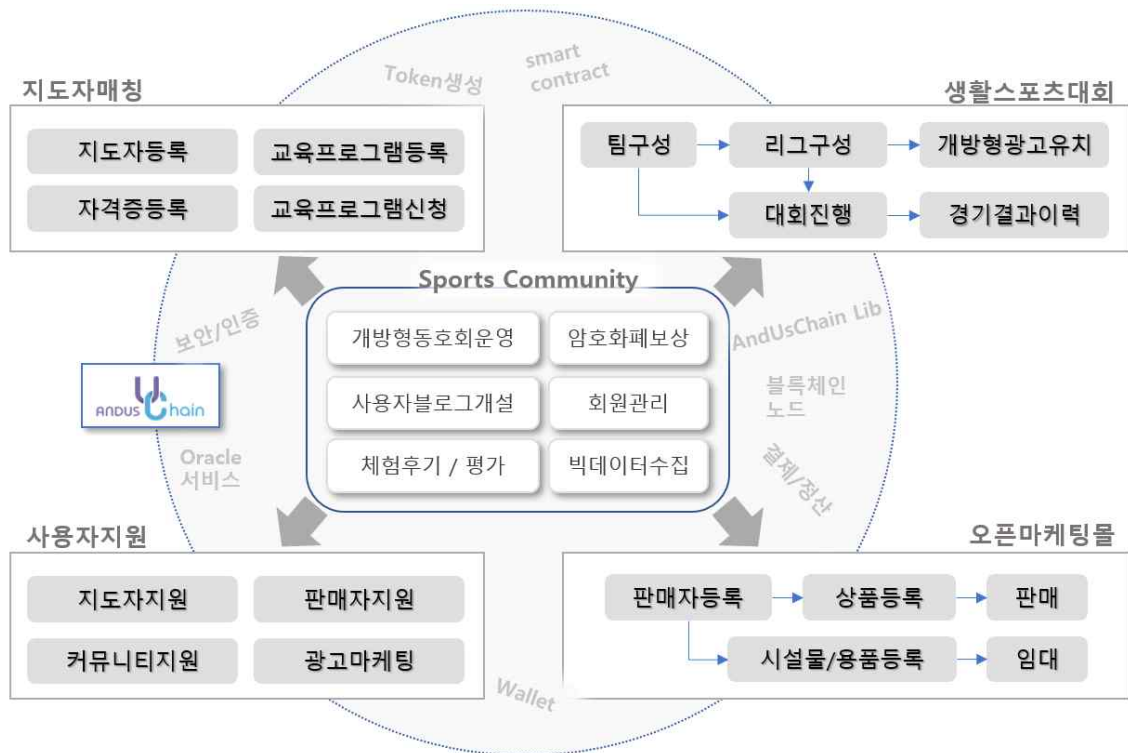 Token생성
smart
contract
지도자매칭
지도자등록
교육프로그램등록
자격증등록
교육프로그램신청
생활스포츠대회
팀구성
리그구성
개방형광고유치
대회진행
경기결과이력
Sports Community
개방형동호회운영
암호화폐보상
사용자블로그개설
회원관리
체험후기 / 평가
빅데이터수집
보안/인증
ANDUS Chain
Oracle
서비스
AndUsChain Lib
블록체인
노드
결제/정산
사용자지원
지도자지원
판매자지원
커뮤니티지원
광고마케팅
오픈마케팅몰
판매자등록
상품등록
판매
시설물/용품등록
임대
Wallet